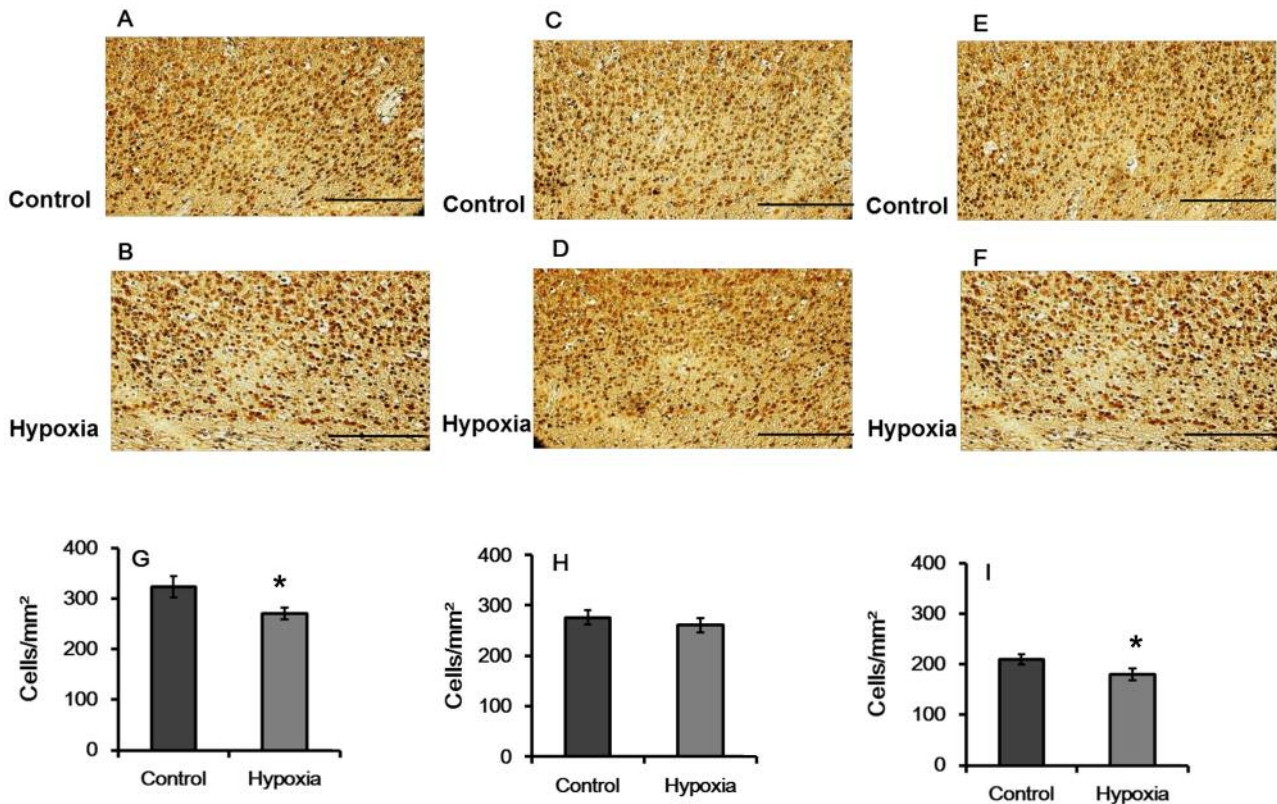 A
C
E
Control
Control
Control
B
D
F
Hypoxia
Hypoxia
Hypoxia
G
400
300
200
100
0
Cells/mm²
*
Control
Hypoxia
H
400
300
200
100
0
Cells/mm²
Control
Hypoxia
I
400
300
200
100
0
Cells/mm²
*
Control
Hypoxia